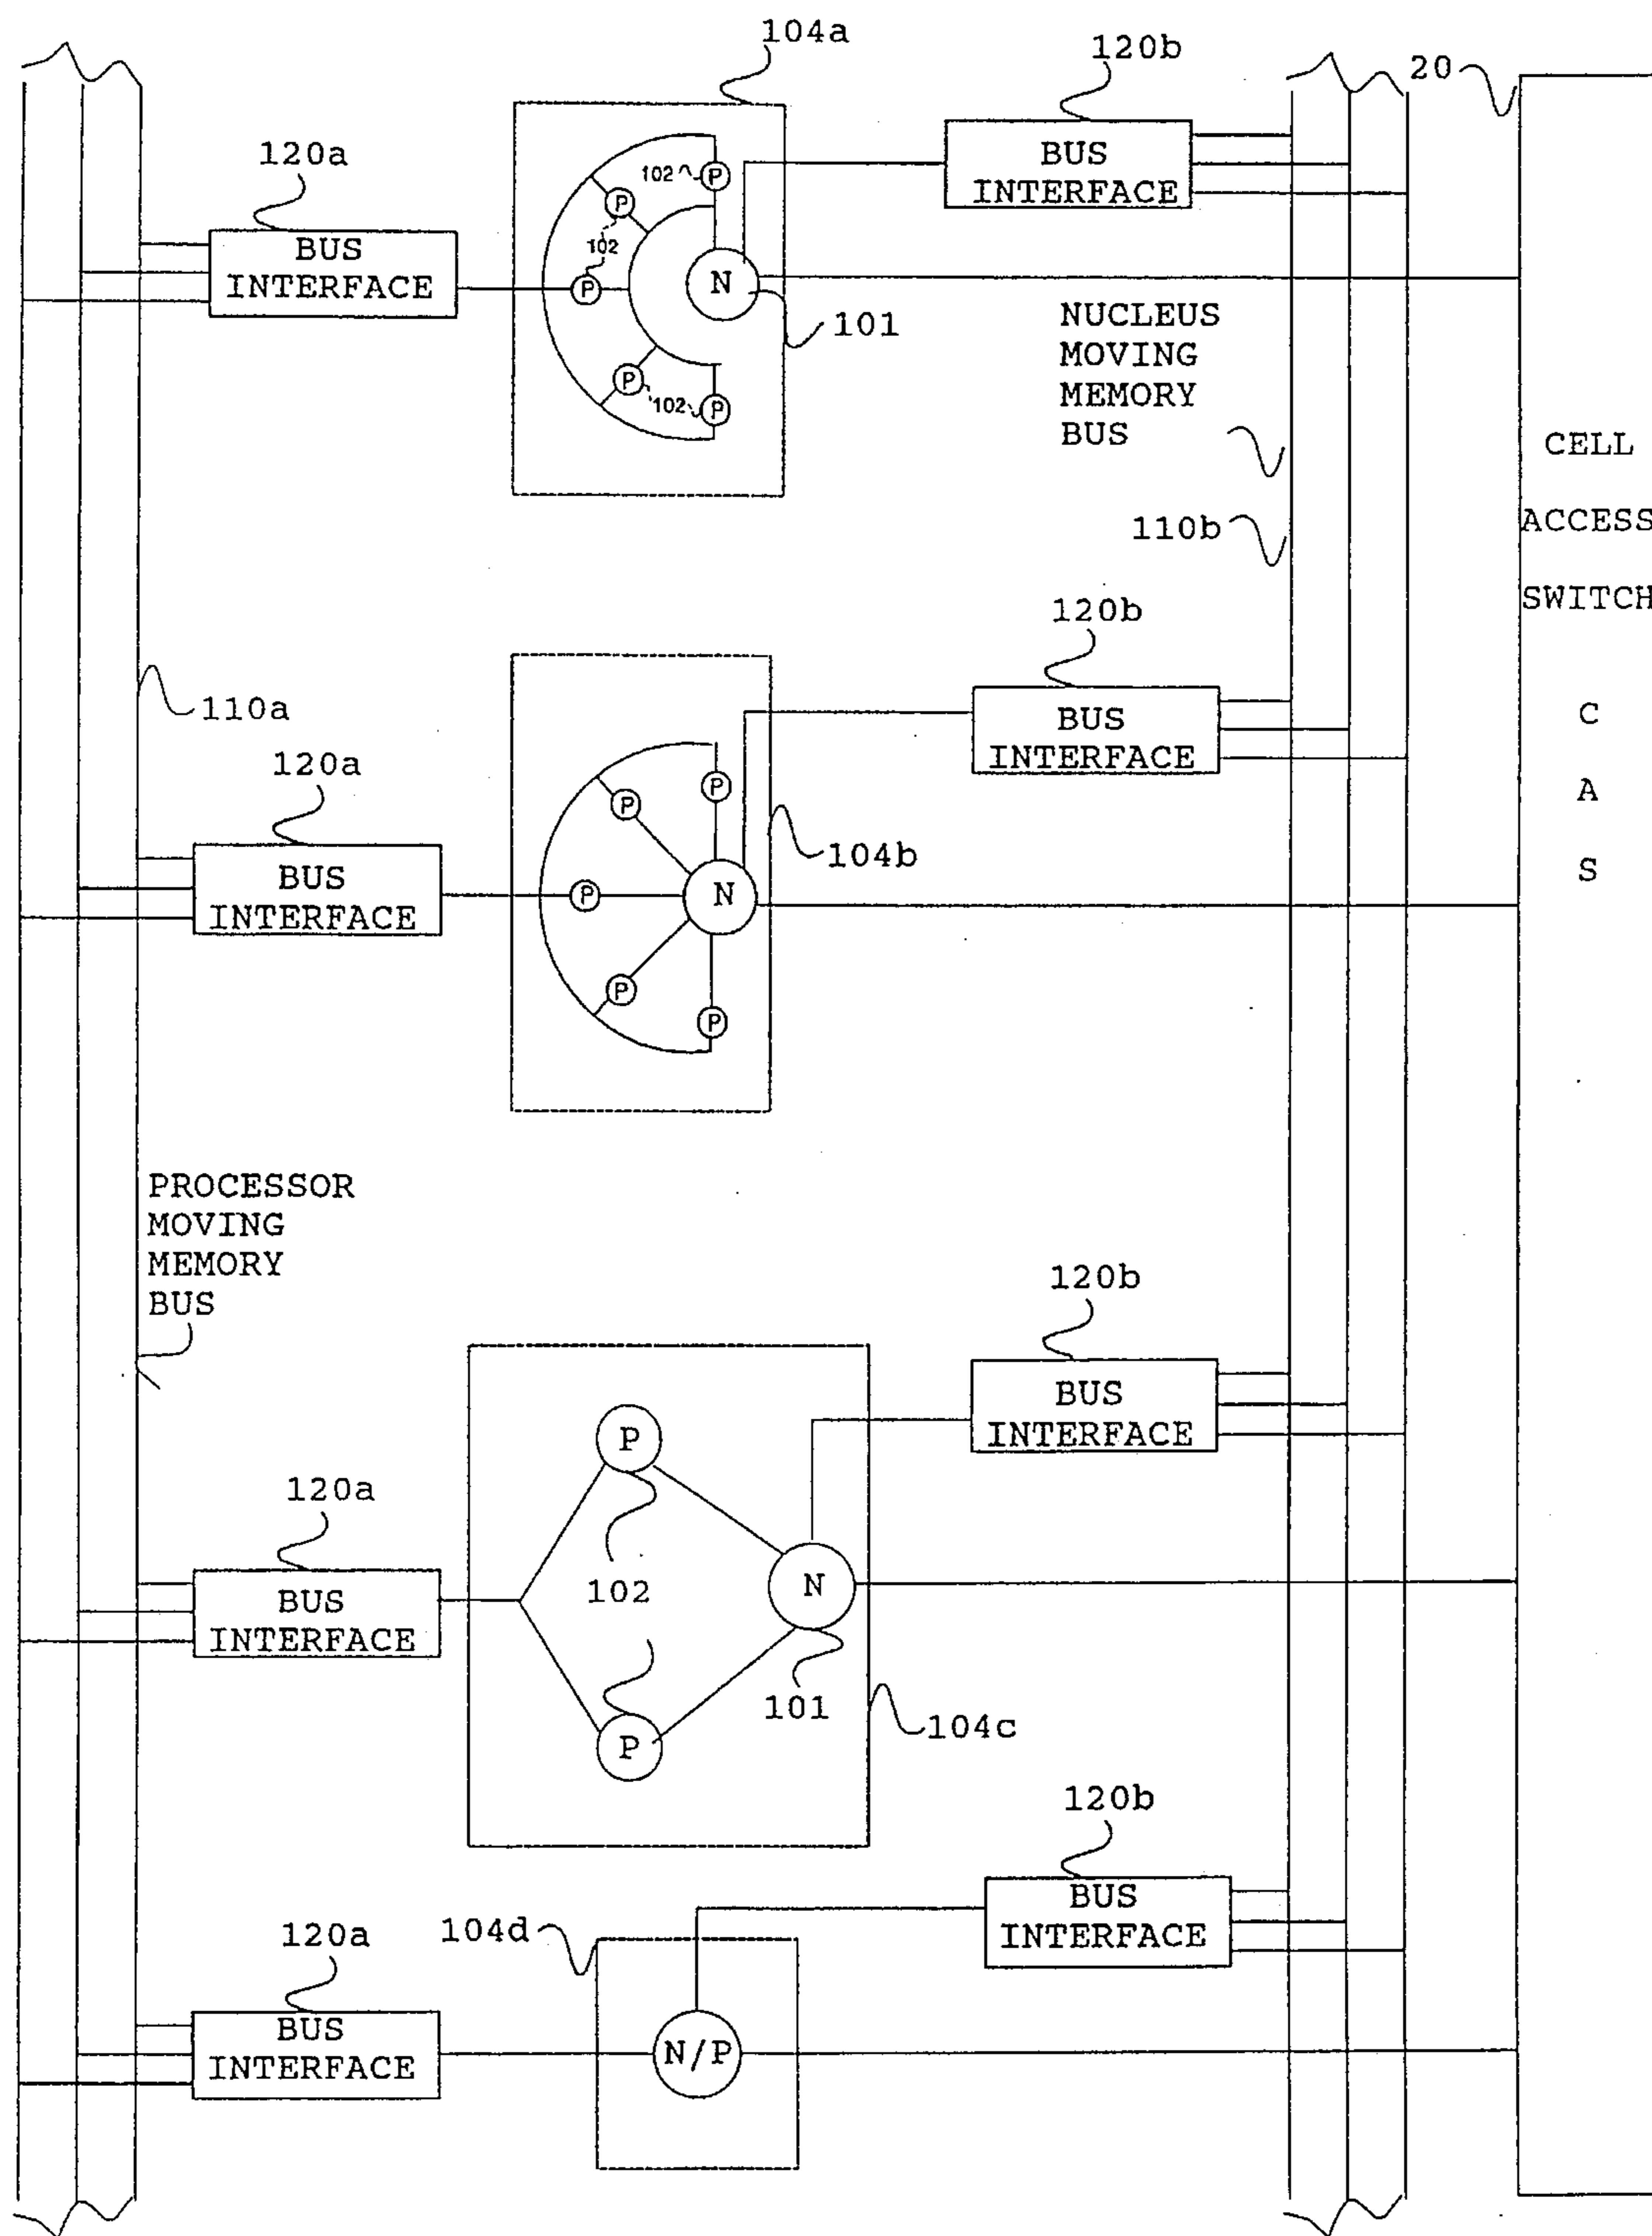 104a
120b
20
120a
BUS
INTERFACE
102
P
P
BUS
INTERFACE
102
P
N
101
NUCLEUS
MOVING
MEMORY
BUS
P
102
P
CELL
ACCESS
SWITCH
110b
120b
110a
C
A
S
BUS
INTERFACE
120a
P
P
104b
BUS
INTERFACE
P
N
P
P
PROCESSOR
MOVING
MEMORY
BUS
120b
BUS
INTERFACE
P
120a
102
N
BUS
INTERFACE
101
104c
P
120b
BUS
INTERFACE
120a
104d
BUS
INTERFACE
N/P